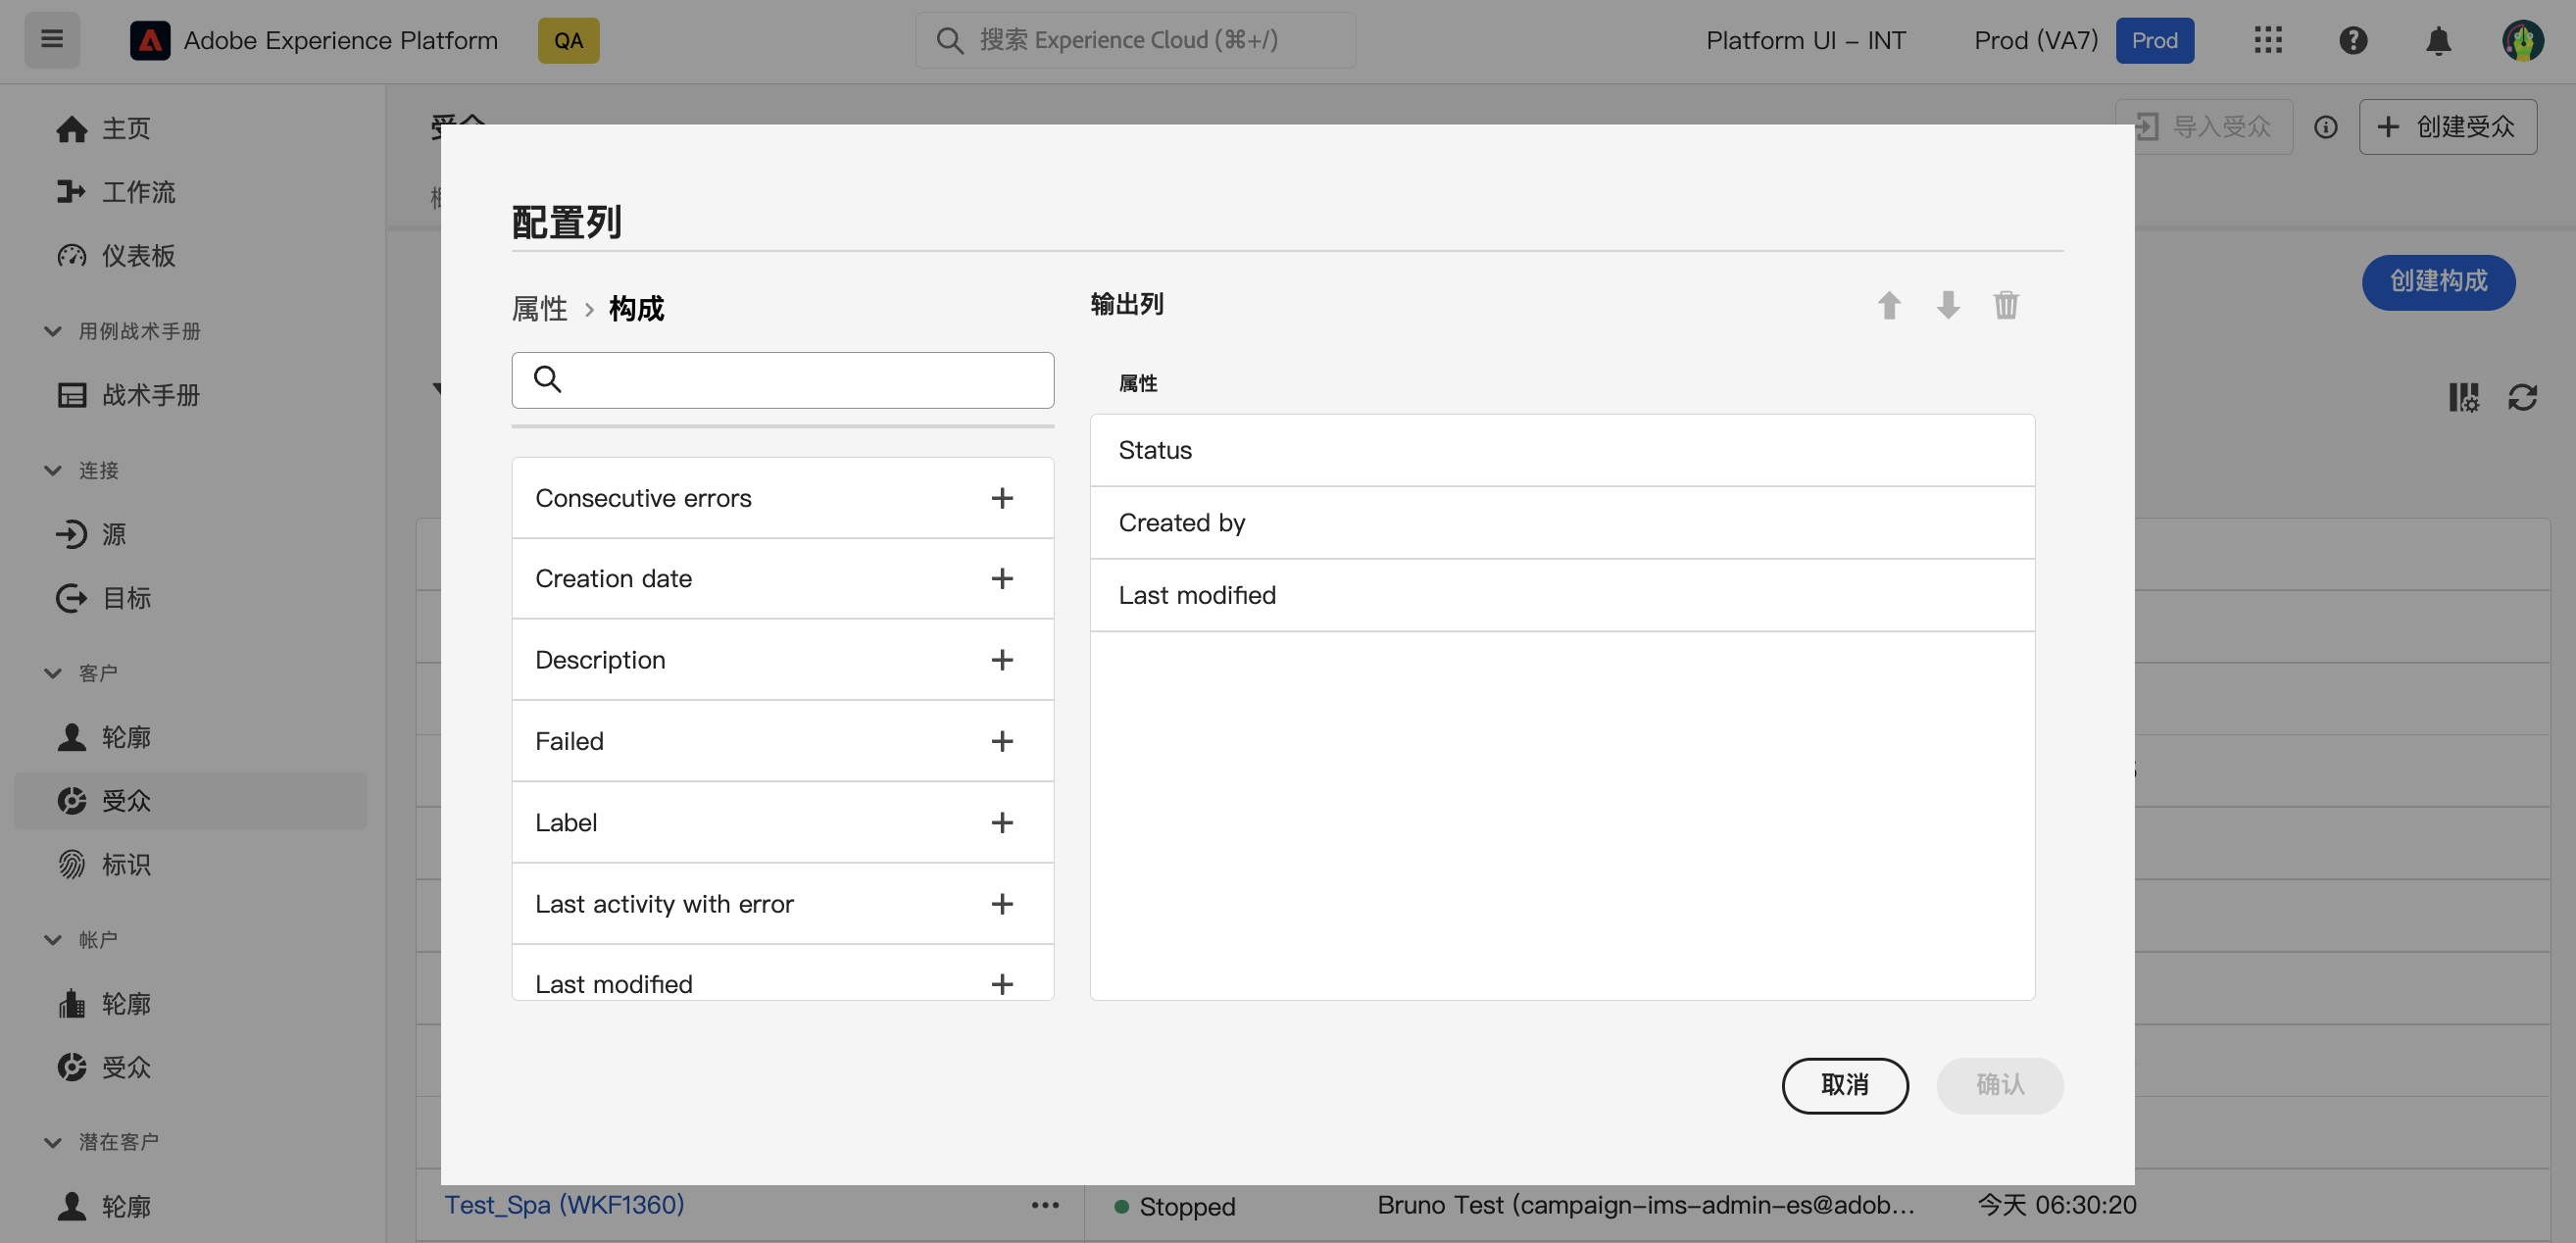 Adobe Experience Platform
QA
搜索 Experience Cloud (⌘+/)
Platform UI – INT
Prod (VA7)
Prod
主页
工作流
仪表板
用例战术手册
战术手册
连接
源
目标
客户
轮廓
受众
标识
帐户
轮廓
受众
潜在客户
轮廓
受众
导入受众
创建受众
创建构成
配置列
属性 › 构成
Consecutive errors
Creation date
Description
Failed
Label
Last activity with error
Last modified
输出列
属性
Status
Created by
Last modified
取消
确认
Test_Spa (WKF1360)
Stopped
Bruno Test (campaign–ims–admin–es@adob...
今天 06:30:20